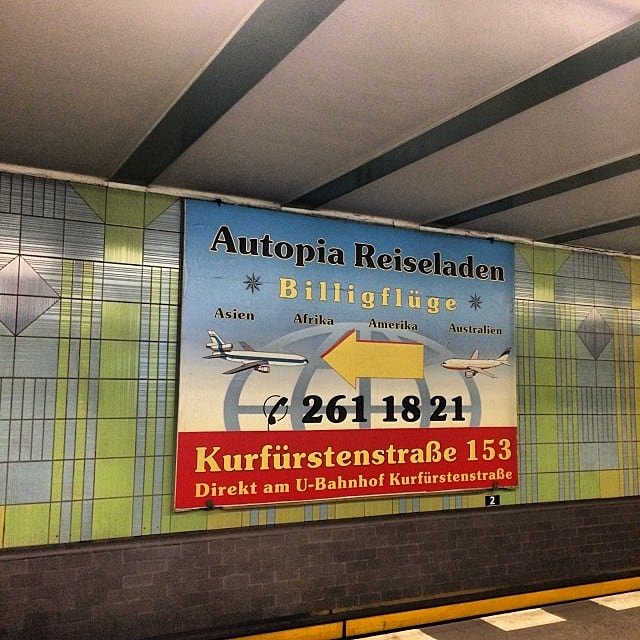 Autopia Reiseladen
Billigflüge
Asien Afrika Amerika Australien
261 18 21
Kurfürstenstraße 153
Direkt am U-Bahnhof Kurfürstenstraße
2